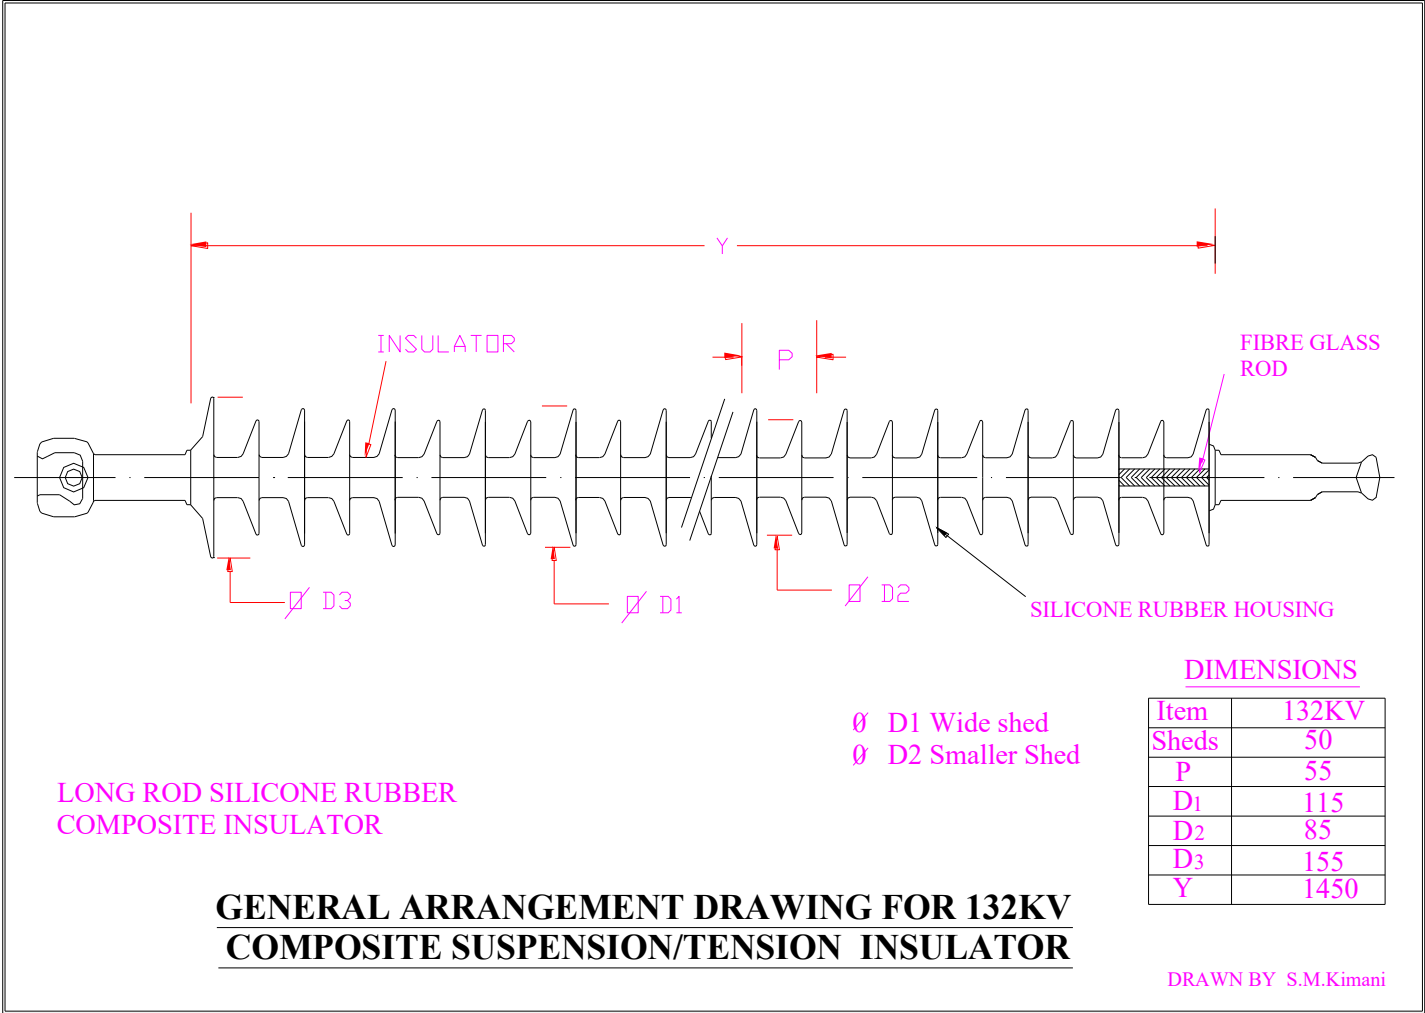 Y
INSULATOR
P
FIBRE GLASS
ROD
Ø D3
Ø D1
Ø D2
SILICONE RUBBER HOUSING
DIMENSIONS
Item 132KV
Sheds 50
P 55
D1 115
D2 85
D3 155
Y 1450
Ø D1 Wide shed
Ø D2 Smaller Shed
LONG ROD SILICONE RUBBER
COMPOSITE INSULATOR
GENERAL ARRANGEMENT DRAWING FOR 132KV
COMPOSITE SUSPENSION/TENSION INSULATOR
DRAWN BY S.M.Kimani